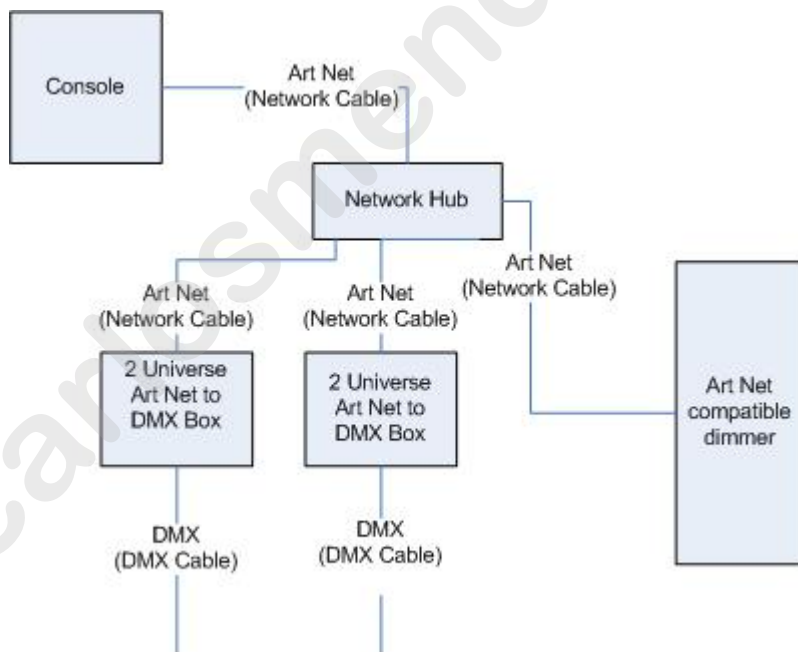 Console
Art Net
(Network Cable)
Network Hub
Art Net
(Network Cable)
Art Net
(Network Cable)
Art Net
(Network Cable)
2 Universe
Art Net to
DMX Box
2 Universe
Art Net to
DMX Box
Art Net
compatible
dimmer
DMX
(DMX Cable)
DMX
(DMX Cable)
carlosmend